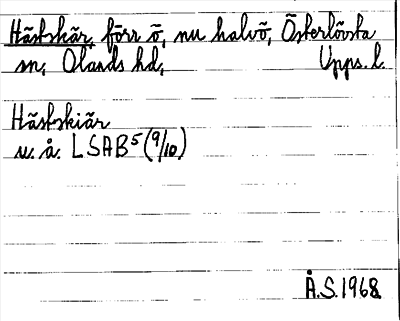 Hästskär, förr ö, nu halvö, Österlövsta
sn, Olands hd, Upps. l.
Hästskiär
u. å. LSAB5 (9/10)
Å.S. 1968